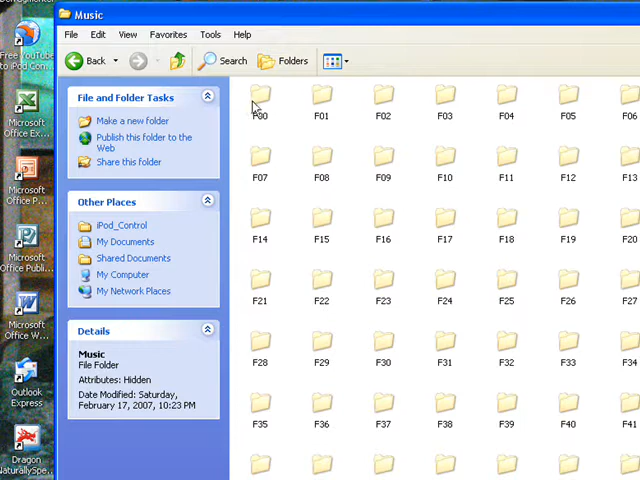 Music
File Edit View Favorites Tools Help
Back Search Folders
File and Folder Tasks
Make a new folder
Publish this folder to the
Web
Share this folder
Other Places
iPod_Control
My Documents
Shared Documents
My Computer
My Network Places
Details
Music
File Folder
Attributes: Hidden
Date Modified: Saturday,
February 17, 2007, 10:23 PM
F00 F01 F02 F03 F04 F05 F06
F07 F08 F09 F10 F11 F12 F13
F14 F15 F16 F17 F18 F19 F20
F21 F22 F23 F24 F25 F26 F27
F28 F29 F30 F31 F32 F33 F34
F35 F36 F37 F38 F39 F40 F41
Free YouTube
to iPod Con...
Microsoft
Office Ex...
Microsoft
Office P...
Microsoft
Office Publi...
Microsoft
Office W...
Outlook
Express
Dragon
NaturallySpe...